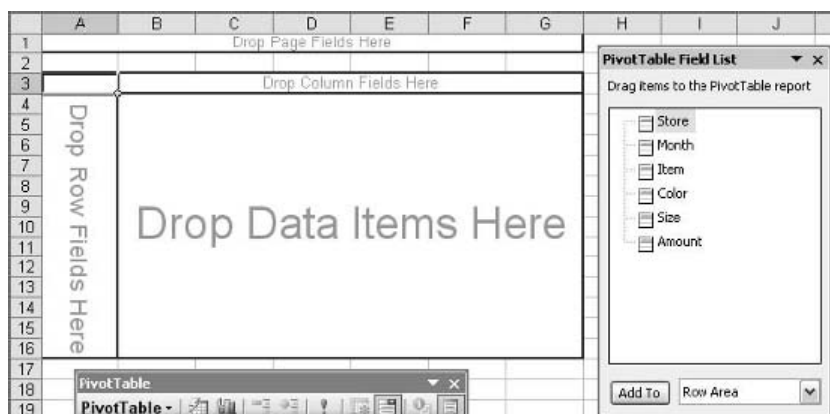 A B C D E F G H I J
1 Drop Page Fields Here
2
3 Drop Column Fields Here
4
5
6
7
8
9
10
11
12
13
14
15
16
17
18
19
Drop Row Fields Here
Drop Data Items Here
PivotTable
PivotTable
PivotTable Field List
Drag items to the PivotTable report
Store
Month
Item
Color
Size
Amount
Add To Row Area